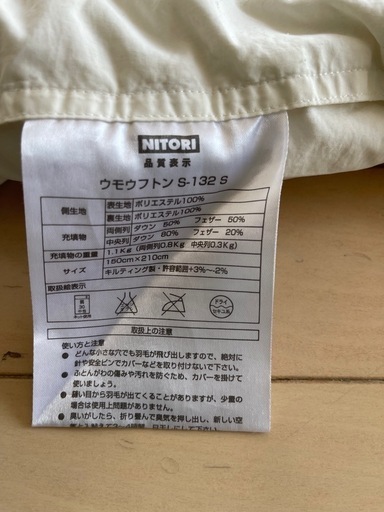 NITORI
品質表示
ウモウフトン S-132 S
側生地 表生地 ポリエステル100%
裏生地 ポリエステル100%
充填物 両側列 ダウン 50% フェザー 50%
中央列 ダウン 80% フェザー 20%
充填物の重量 1.1Kg (両側列0.8Kg 中央列0.3Kg)
サイズ 150cm×210cm
キルティング製・許容範囲+3%~-2%
取扱絵表示
ドライ
セキユ系
取扱上の注意
使い方と注意
●どんな小さな穴でも羽毛が飛び出しますので、絶対に
針や安全ピンでカバーなどを取り付けないで下さい。
●ふとんがわの傷みや汚れを防ぐため、カバーを掛けて
使いましょう。
●縫い目から羽毛が出てくることがありますが、少量の
場合は使用上問題ありません。
●臭いがしたら、折り畳んで臭気を押し出し、新しい空